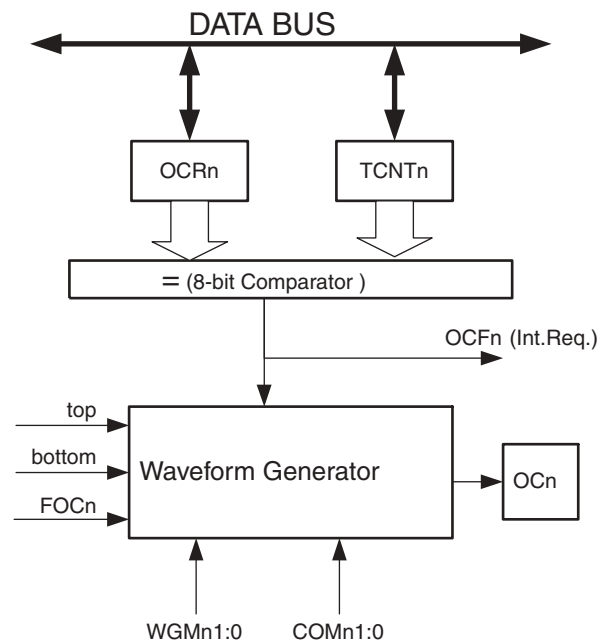 DATA BUS
OCRn
TCNTn
= (8-bit Comparator )
OCFn (Int.Req.)
top
bottom
FOCn
Waveform Generator
OCn
WGMn1:0
COMn1:0